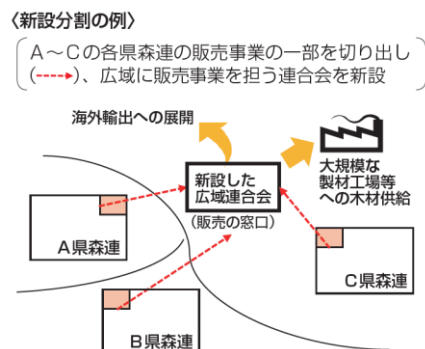 〈新設分割の例〉
A～Cの各県森連の販売事業の一部を切り出し
(----▸)、広域に販売事業を担う連合会を新設
海外輸出への展開
大規模な
製材工場等
への木材供給
新設した
広域連合会
(販売の窓口)
A県森連
C県森連
B県森連